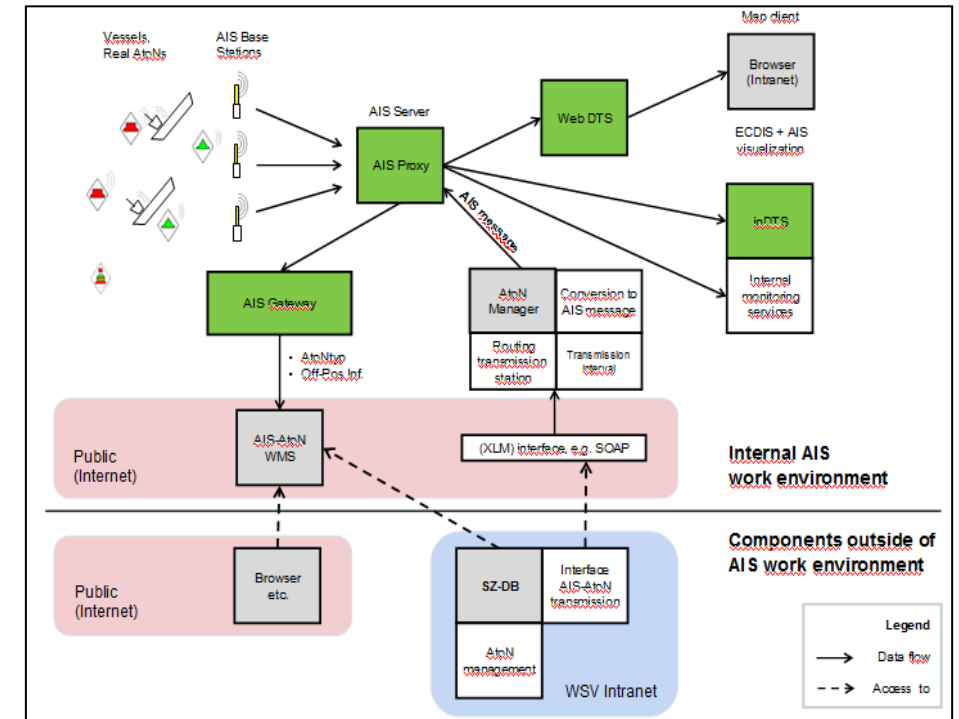 Vessels,
Real AtoNs
AIS Base
Stations
Map client
Browser
(Intranet)
ECDIS + AIS
visualization
AIS Server
AIS Proxy
Web DTS
AIS message
inDTS
Internal
monitoring
services
AIS Gateway
AtoN
Manager
Conversion to
AIS message
Routing
transmission
station
Transmission
Interval
• AtoNtyp
• Off-Pos.Inf.
Public
(Internet)
AIS-AtoN
WMS
(XLM) interface, e.g. SOAP
Internal AIS
work environment
Components outside of
AIS work environment
Public
(Internet)
Browser
etc.
SZ-DB
Interface
AIS-AtoN
transmission
AtoN
management
WSV Intranet
Legend
Data flow
Access to